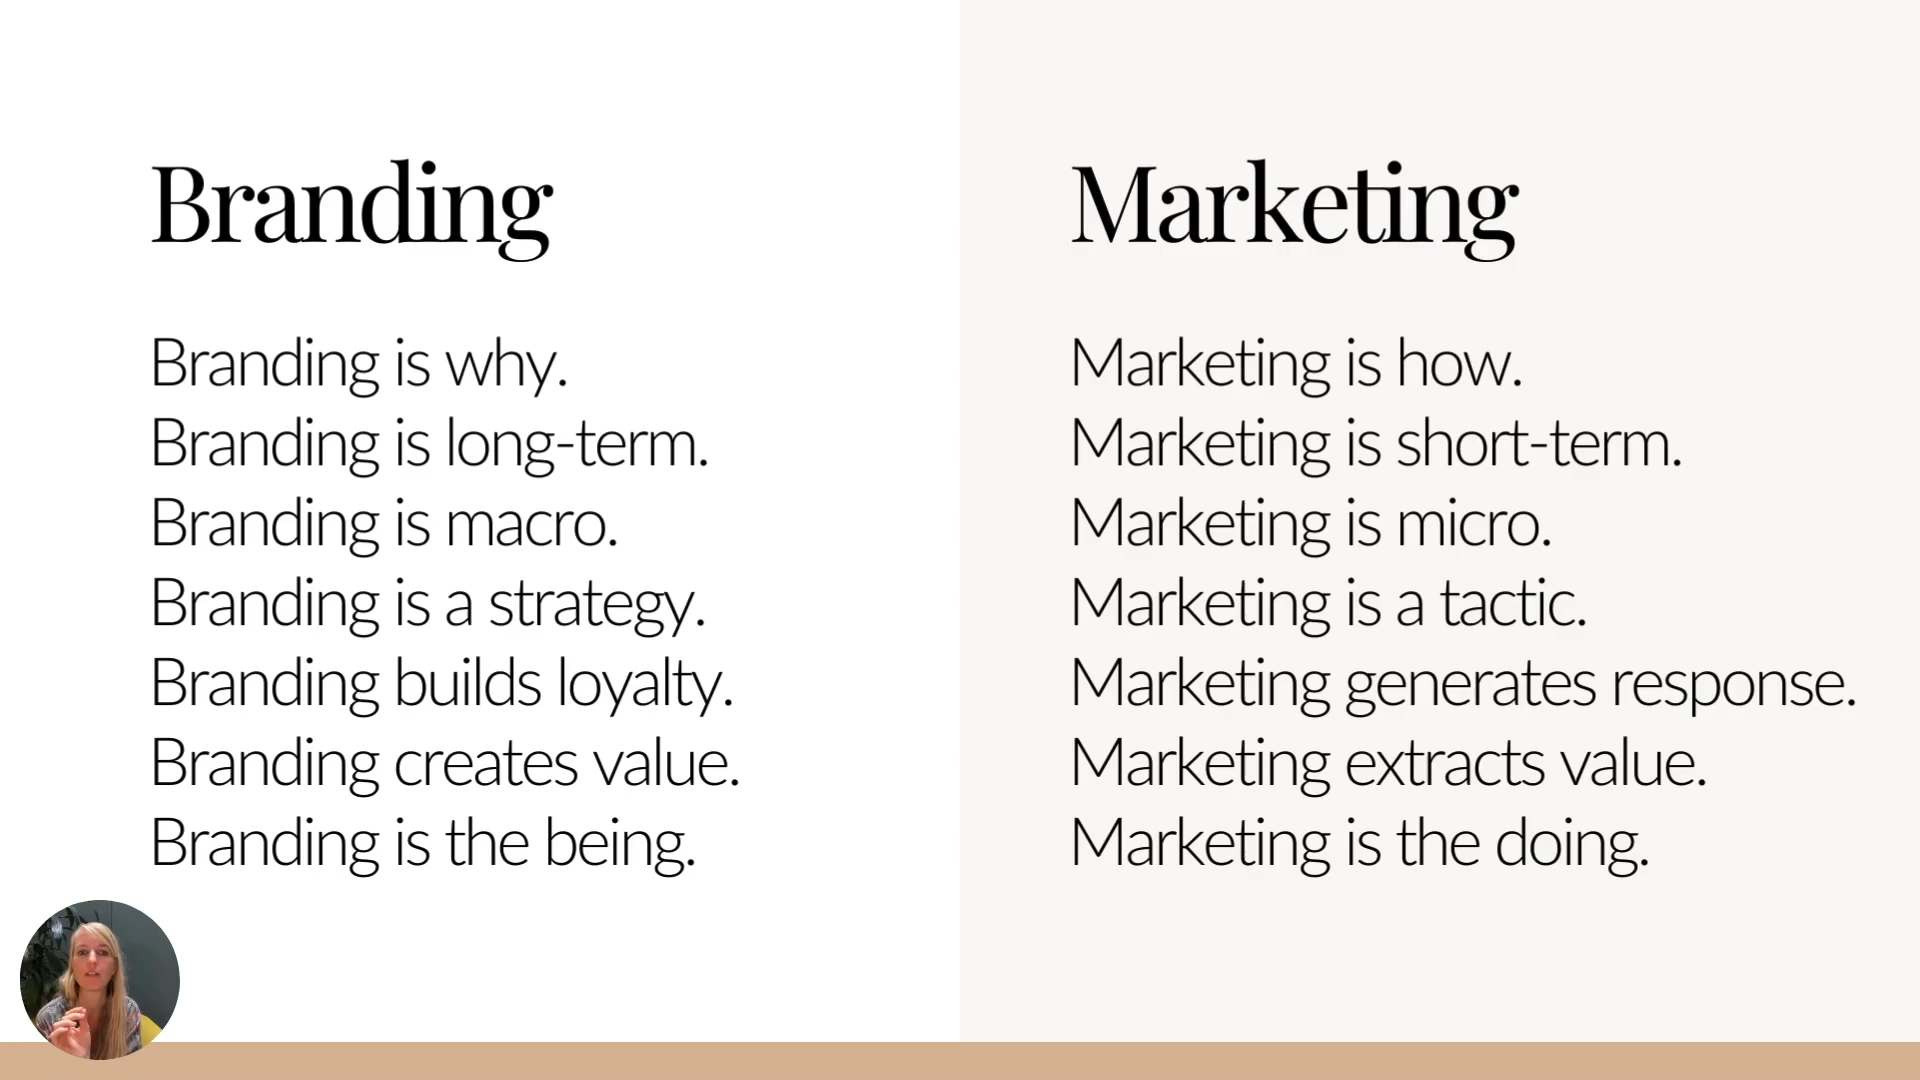 Branding
Branding is why.
Branding is long-term.
Branding is macro.
Branding is a strategy.
Branding builds loyalty.
Branding creates value.
Branding is the being.
Marketing
Marketing is how.
Marketing is short-term.
Marketing is micro.
Marketing is a tactic.
Marketing generates response.
Marketing extracts value.
Marketing is the doing.